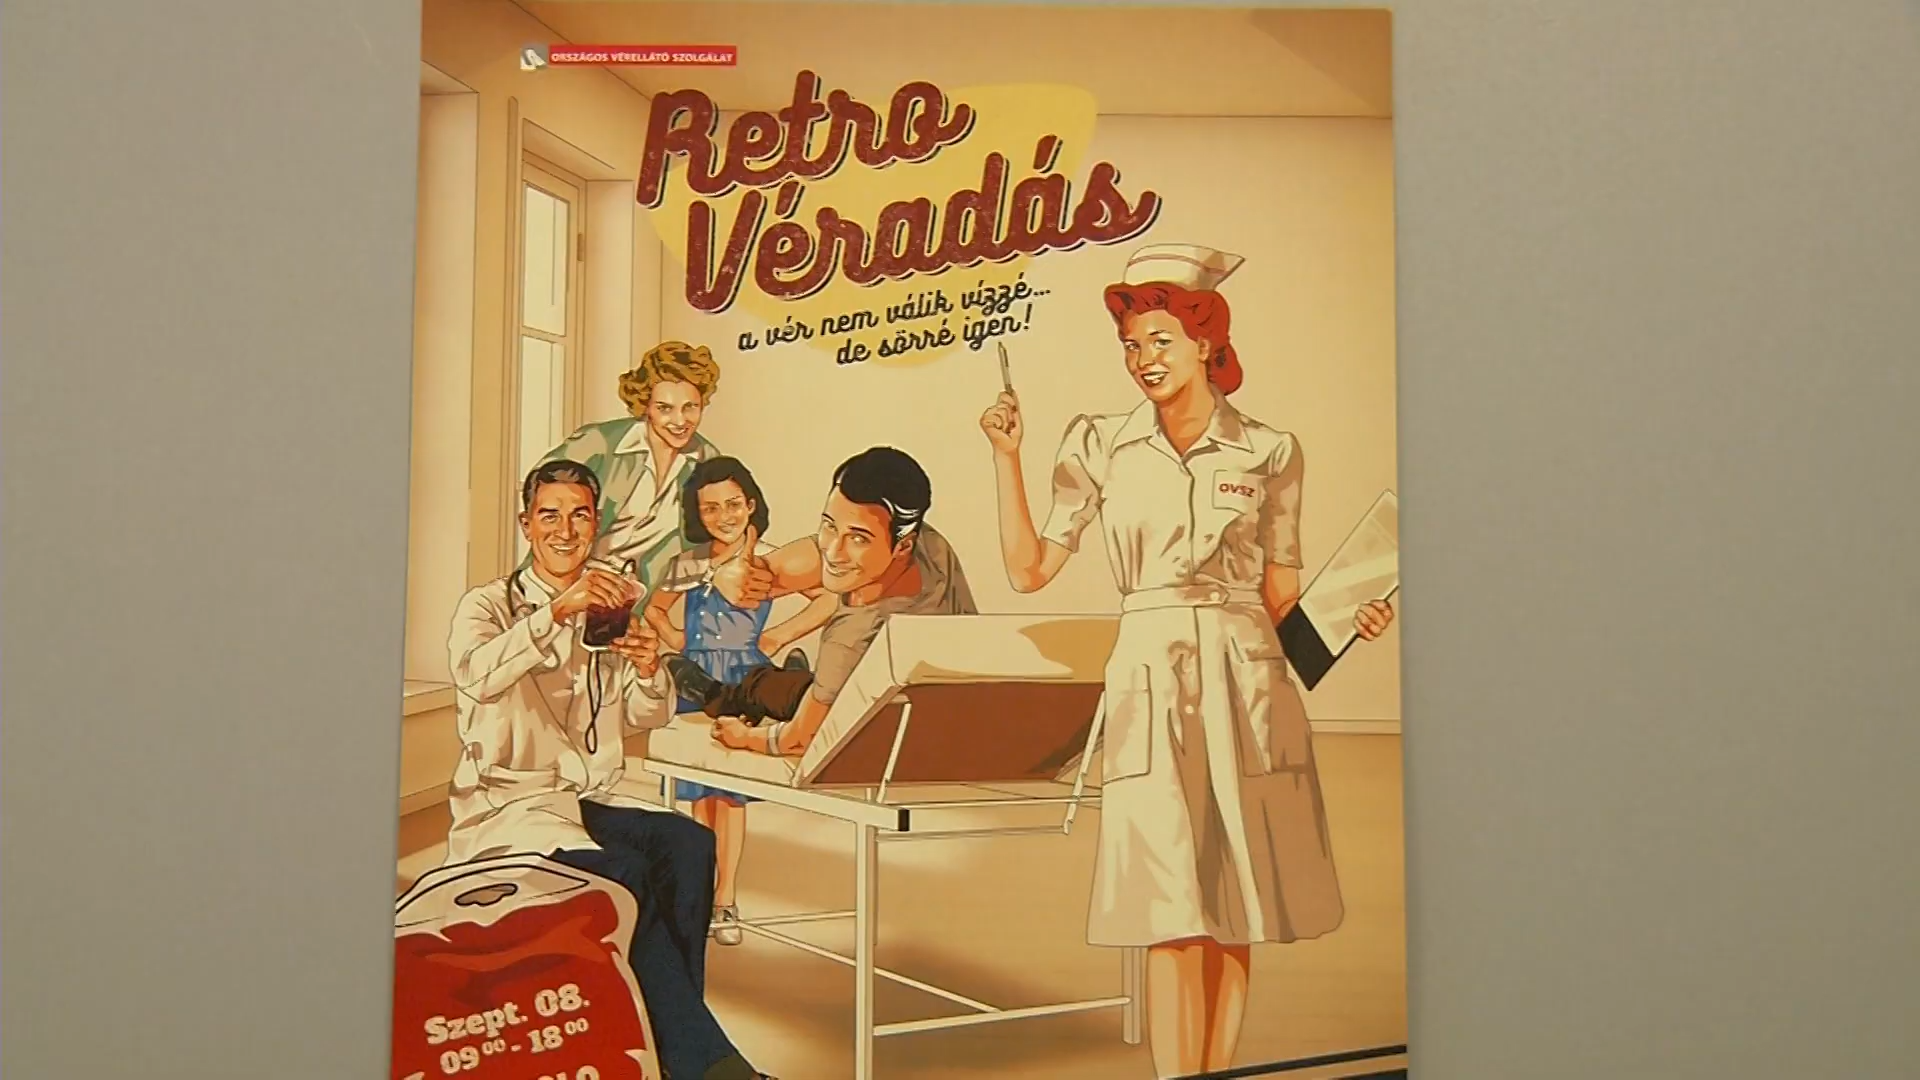 ORSZÁGOS VÉRELLÁTÓ SZOLGÁLAT
Retro
Véradás
a vér nem válik vízzé...
de sörré igen!
OVSZ
Szept. 08.
09⁰⁰ - 18⁰⁰